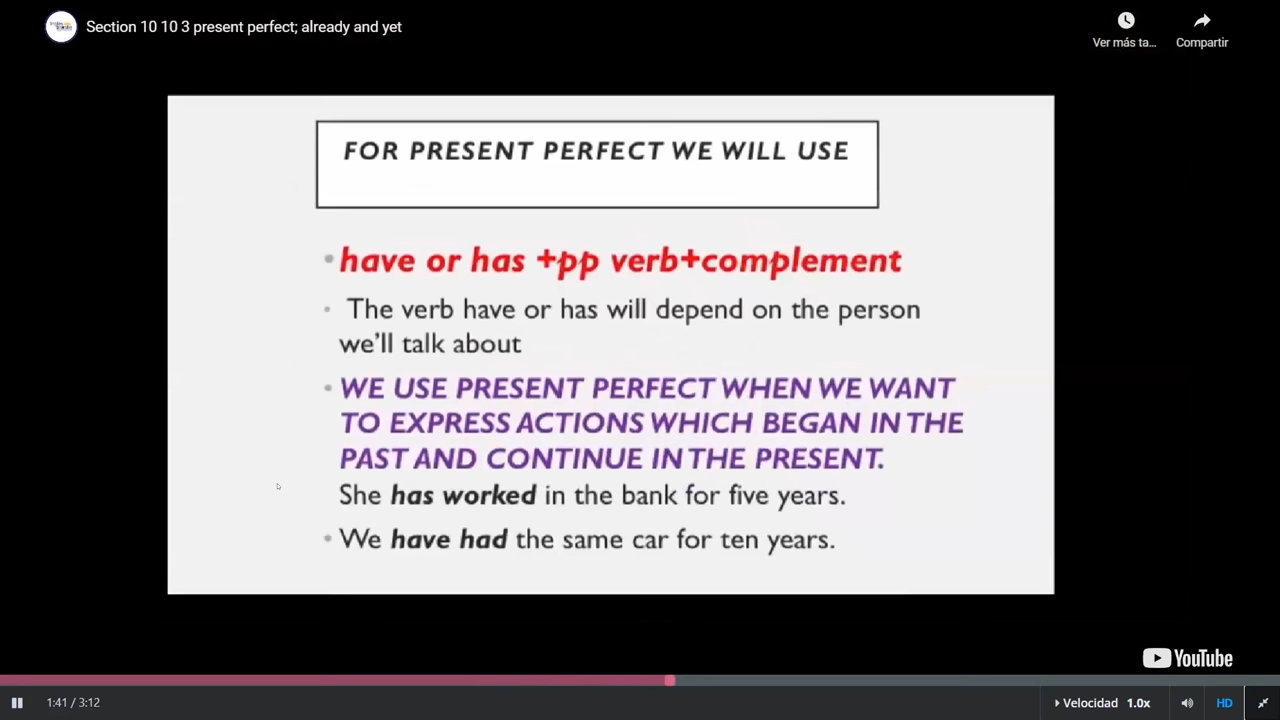 Section 10 10 3 present perfect; already and yet
Ver más ta...
Compartir
FOR PRESENT PERFECT WE WILL USE
have or has +pp verb+complement
The verb have or has will depend on the person
we'll talk about
WE USE PRESENT PERFECT WHEN WE WANT
TO EXPRESS ACTIONS WHICH BEGAN IN THE
PAST AND CONTINUE IN THE PRESENT.
She has worked in the bank for five years.
We have had the same car for ten years.
YouTube
1:41 / 3:12
Velocidad 1.0x
HD